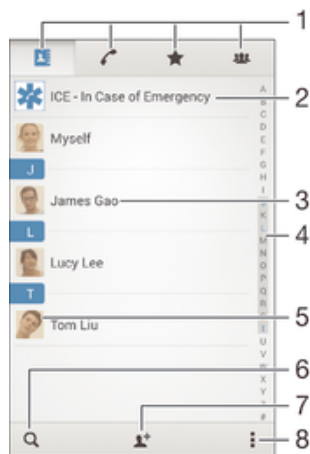 1
ICE - In Case of Emergency
2
Myself
J
James Gao
3
L
4
Lucy Lee
T
Tom Liu
5
A
B
C
D
E
F
G
H
I
K
L
M
N
O
P
Q
R
S
T
U
V
W
X
Y
Z
#
6
7
8